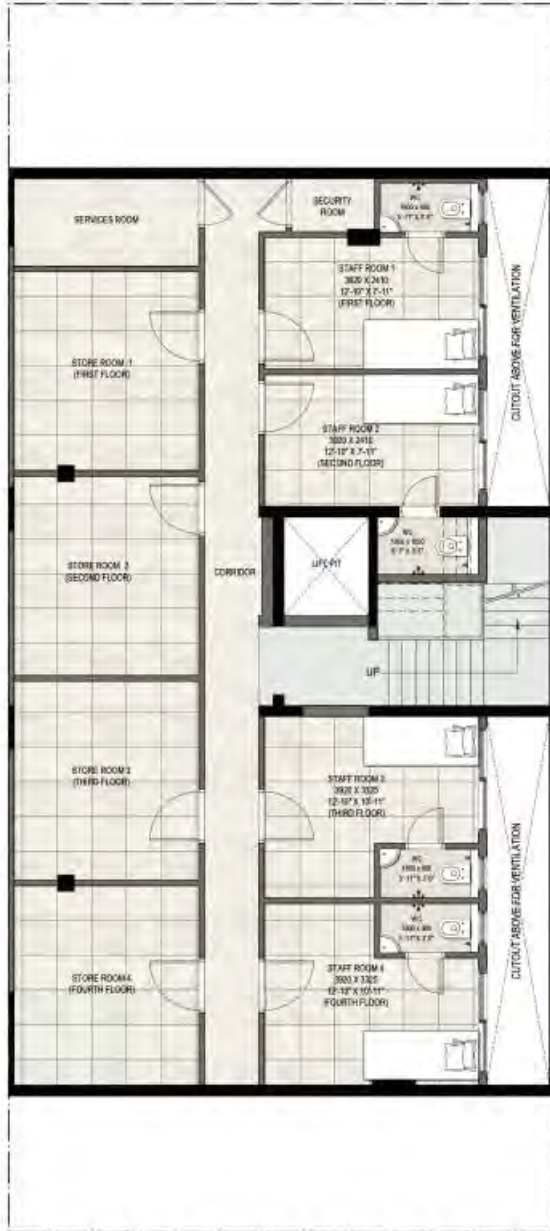 SERVICES ROOM
SECURITY
ROOM
WC
STAFF ROOM 1
3920 X 2410
12'-10" X 7'-11"
(FIRST FLOOR)
CUTOUT ABOVE FOR VENTILATION
STORE ROOM 1
(FIRST FLOOR)
STAFF ROOM 2
3920 X 2410
12'-10" X 7'-11"
(SECOND FLOOR)
WC
STORE ROOM
(SECOND FLOOR)
CORRIDOR
LIFT PIT
UP
STORE ROOM 3
(THIRD FLOOR)
STAFF ROOM 3
3920 X 3325
12'-10" X 10'-11"
(THIRD FLOOR)
WC
WC
CUTOUT ABOVE FOR VENTILATION
STORE ROOM 4
(FOURTH FLOOR)
STAFF ROOM 4
3920 X 3325
12'-10" X 10'-11"
(FOURTH FLOOR)